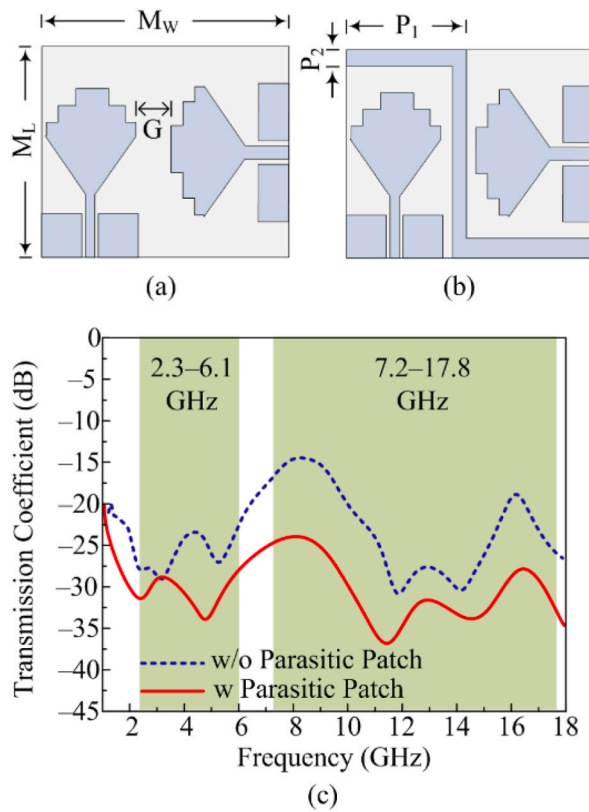 M_W
M_L
G
(a)
P_1
P_2
(b)
Transmission Coefficient (dB)
0
–5
–10
–15
–20
–25
–30
–35
–40
–45
2.3–6.1
GHz
7.2–17.8
GHz
w/o Parasitic Patch
w Parasitic Patch
2 4 6 8 10 12 14 16 18
Frequency (GHz)
(c)